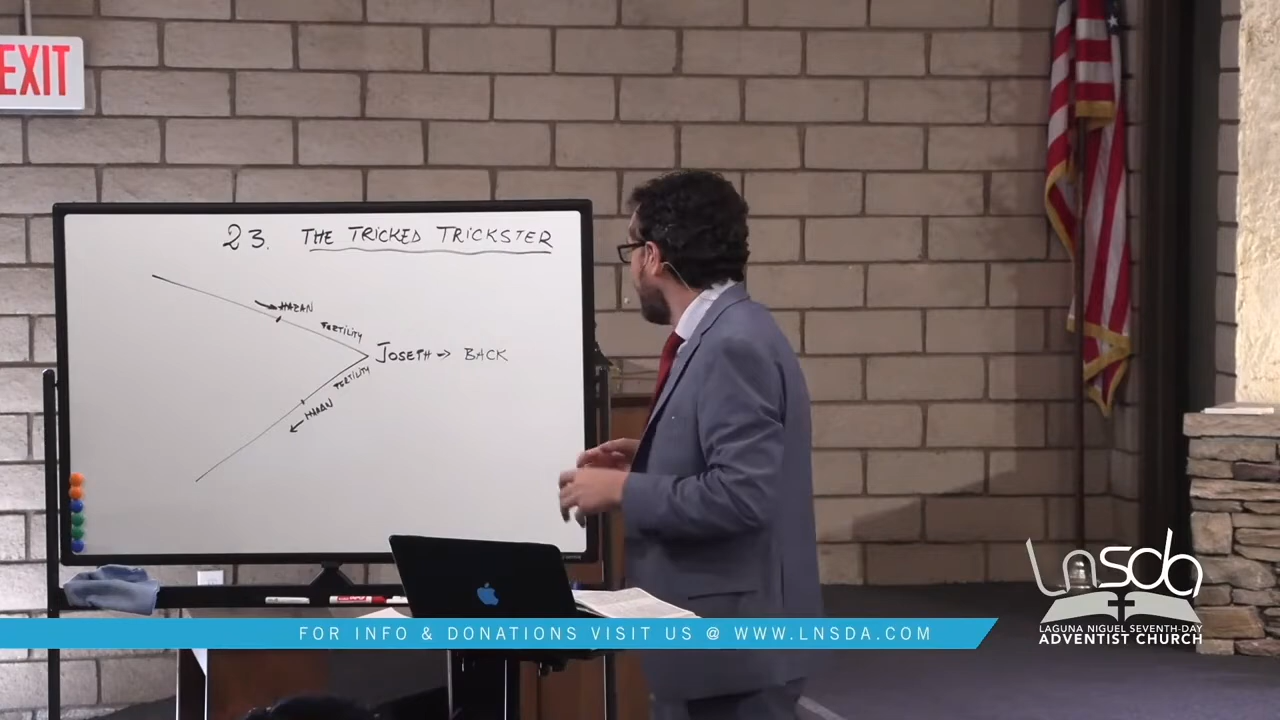 EXIT
23. THE TRICKED TRICKSTER
HARAN
FERTILITY
JOSEPH → BACK
FERTILITY
HARAN
FOR INFO & DONATIONS VISIT US @ WWW.LNSDA.COM
LNSDA
LAGUNA NIGUEL SEVENTH-DAY
ADVENTIST CHURCH